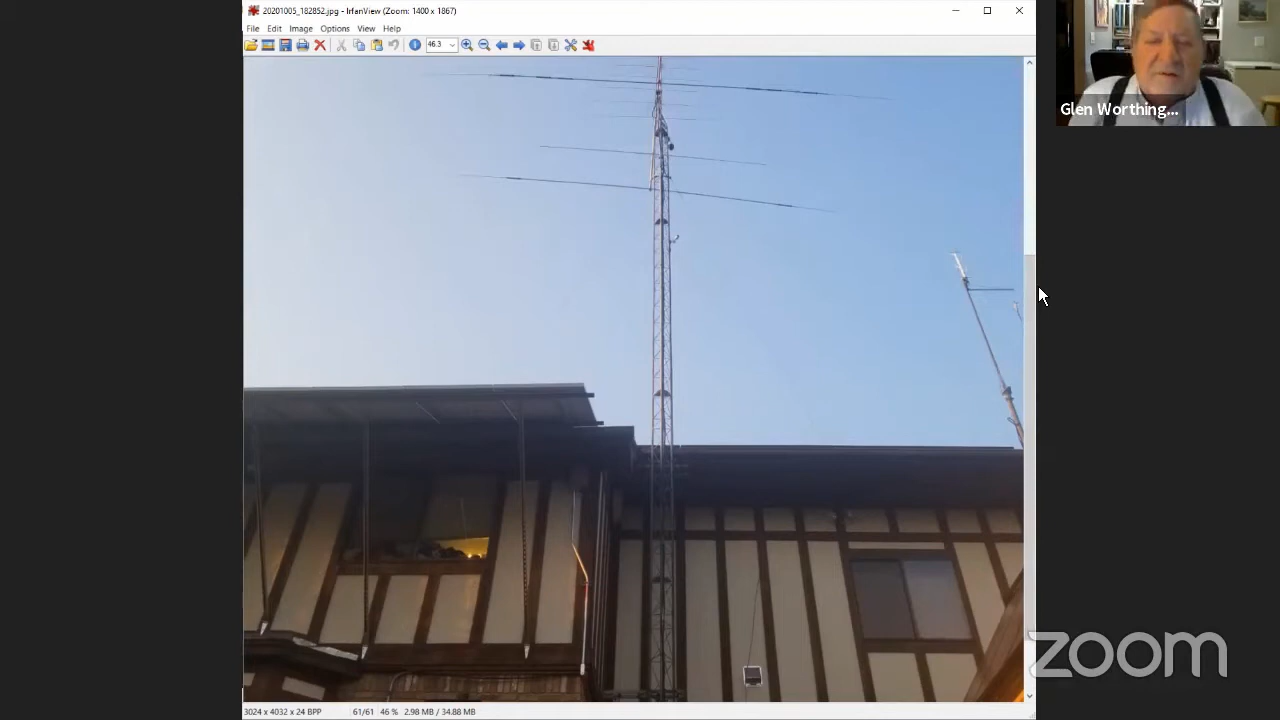 20201005_182852.jpg - IrfanView (Zoom: 1400 x 1867)
File Edit Image Options View Help
46.3
Glen Worthing...
zoom
3024 x 4032 x 24 BPP 61/61 46 % 2.98 MB / 34.88 MB